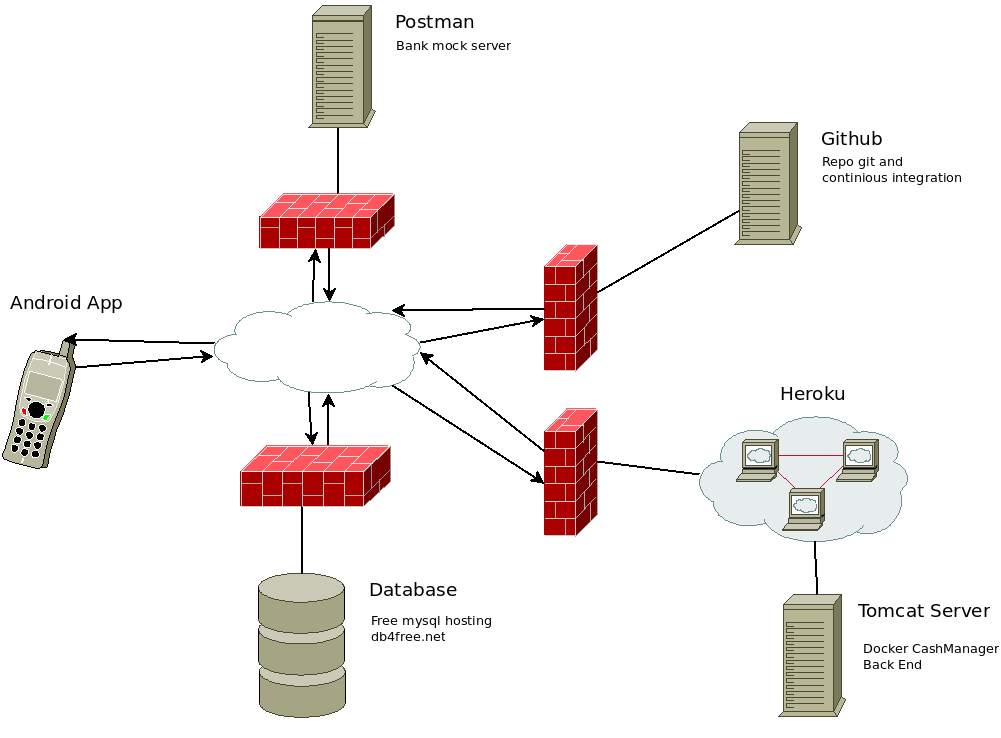 Postman
Bank mock server
Github
Repo git and
continious integration
Android App
Heroku
Database
Free mysql hosting
db4free.net
Tomcat Server
Docker CashManager
Back End